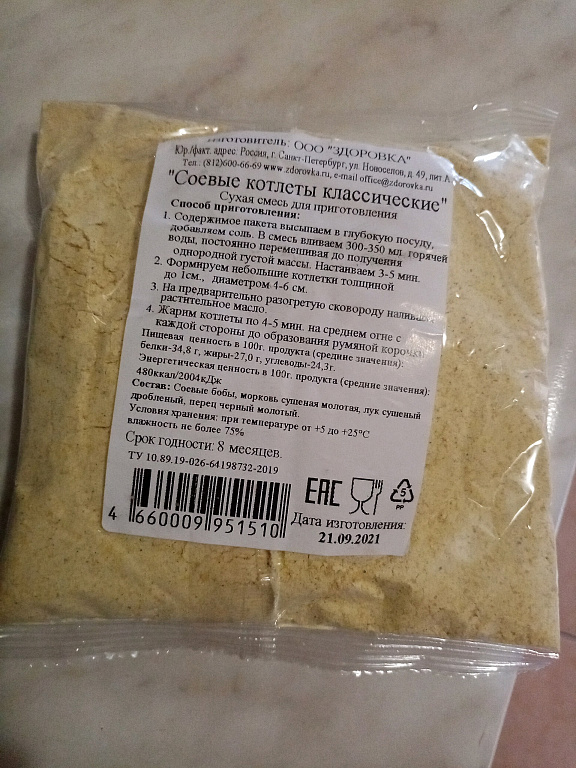 Изготовитель: ООО "ЗДОРОВКА"
Юр./факт. адрес. Россия, г. Санкт-Петербург, ул. Новоселов, д. 49, лит.А
Тел.: (812)600-66-69 www.zdorovka.ru, e-mail office@zdorovka.ru
"Соевые котлеты классические"
Сухая смесь для приготовления
Способ приготовления:
1. Содержимое пакета высыпаем в глубокую посуду,
добавляем соль. В смесь вливаем 300-350 мл горячей
воды, постоянно перемешивая до получения
однородной густой массы. Настаиваем 3-5 мин.
2. Формируем небольшие котлетки толщиной
до 1см., диаметром 4-6 см.
3. На предварительно разогретую сковороду
растительное масло.
4. Жарим котлеты по 4-5 мин. на среднем огне с
каждой стороны до образования румяной корочки
Пищевая ценность в 100г. продукта (средние значения):
белки-34,8 г, жиры-27,0 г, углеводы-24,3г.
Энергетическая ценность в 100г. продукта (средние значения):
480ккал/2004кДж
Состав: Соевые бобы, морковь сушеная молотая, лук сушеный
дробленый, перец черный молотый.
Условия хранения: при температуре от +5 до +25°С
влажность не более 75%
Срок годности: 8 месяцев.
ТУ 10.89.19-026-64198732-2019
EAC
5
PP
4 660009 951510
Дата изготовления:
21.09.2021